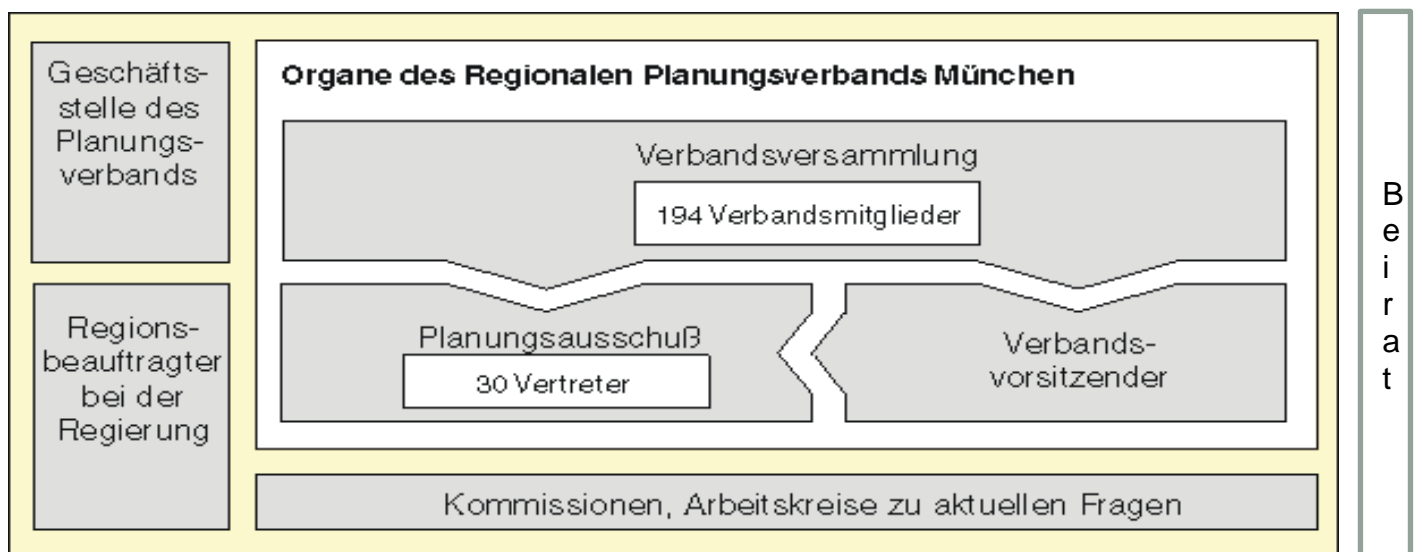 Geschäfts-
stelle des
Planungs-
verbands
Regions-
beauftragter
bei der
Regierung
Organe des Regionalen Planungsverbands München
Verbandsversammlung
194 Verbandsmitglieder
Planungsausschuß
30 Vertreter
Verbands-
vorsitzender
Kommissionen, Arbeitskreise zu aktuellen Fragen
B
e
i
r
a
t